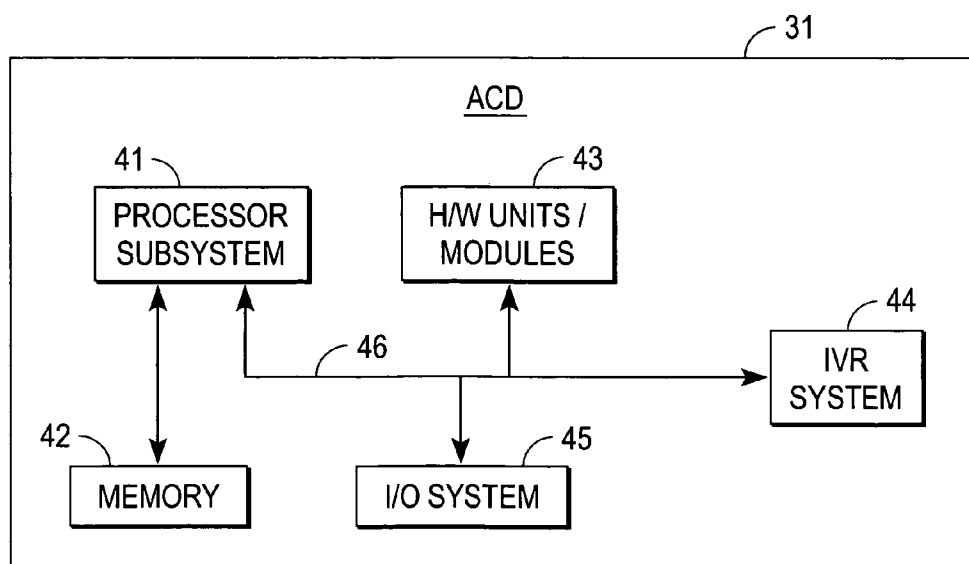 31
ACD
41
PROCESSOR
SUBSYSTEM
43
H/W UNITS /
MODULES
44
IVR
SYSTEM
46
42
MEMORY
45
I/O SYSTEM